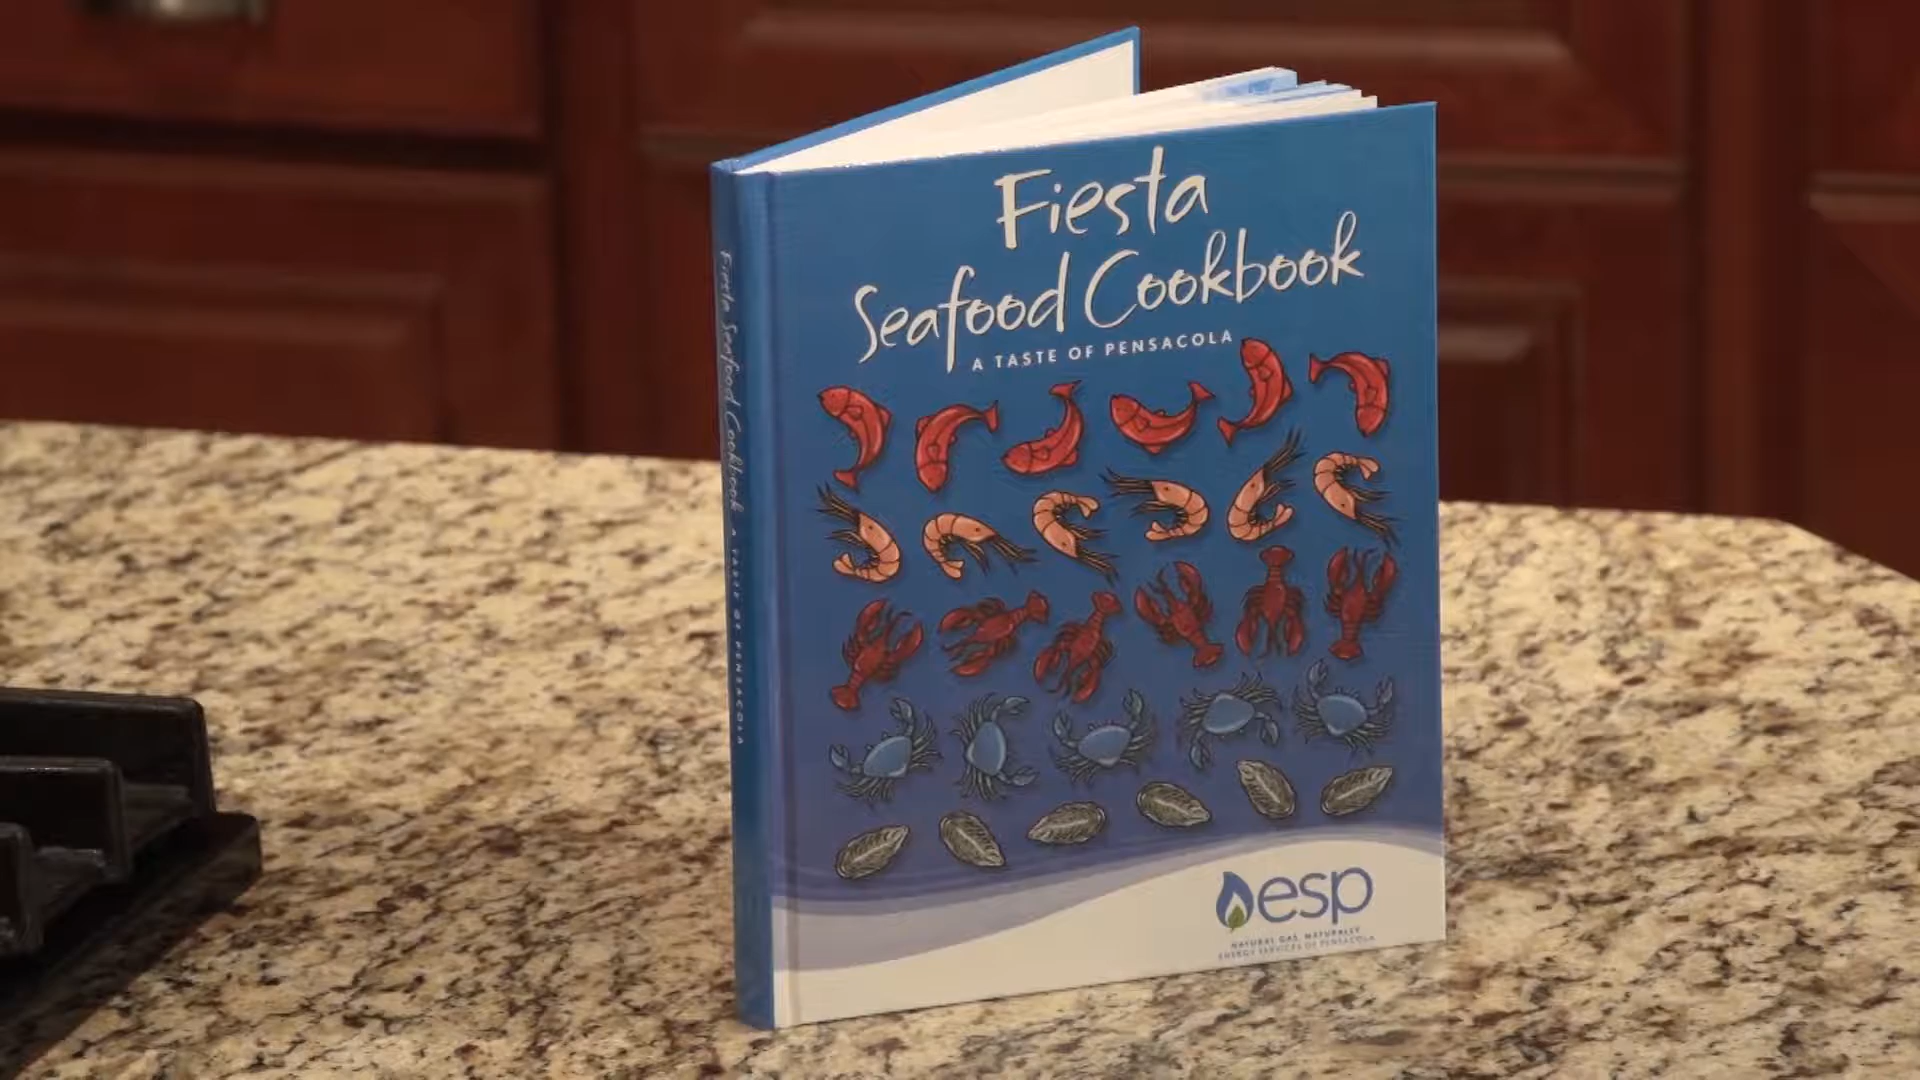 Fiesta
Seafood Cookbook
A TASTE OF PENSACOLA
Fiesta Seafood Cookbook A TASTE OF PENSACOLA
esp
NATURAL GAS, NATURALLY
ENERGY SERVICES OF PENSACOLA